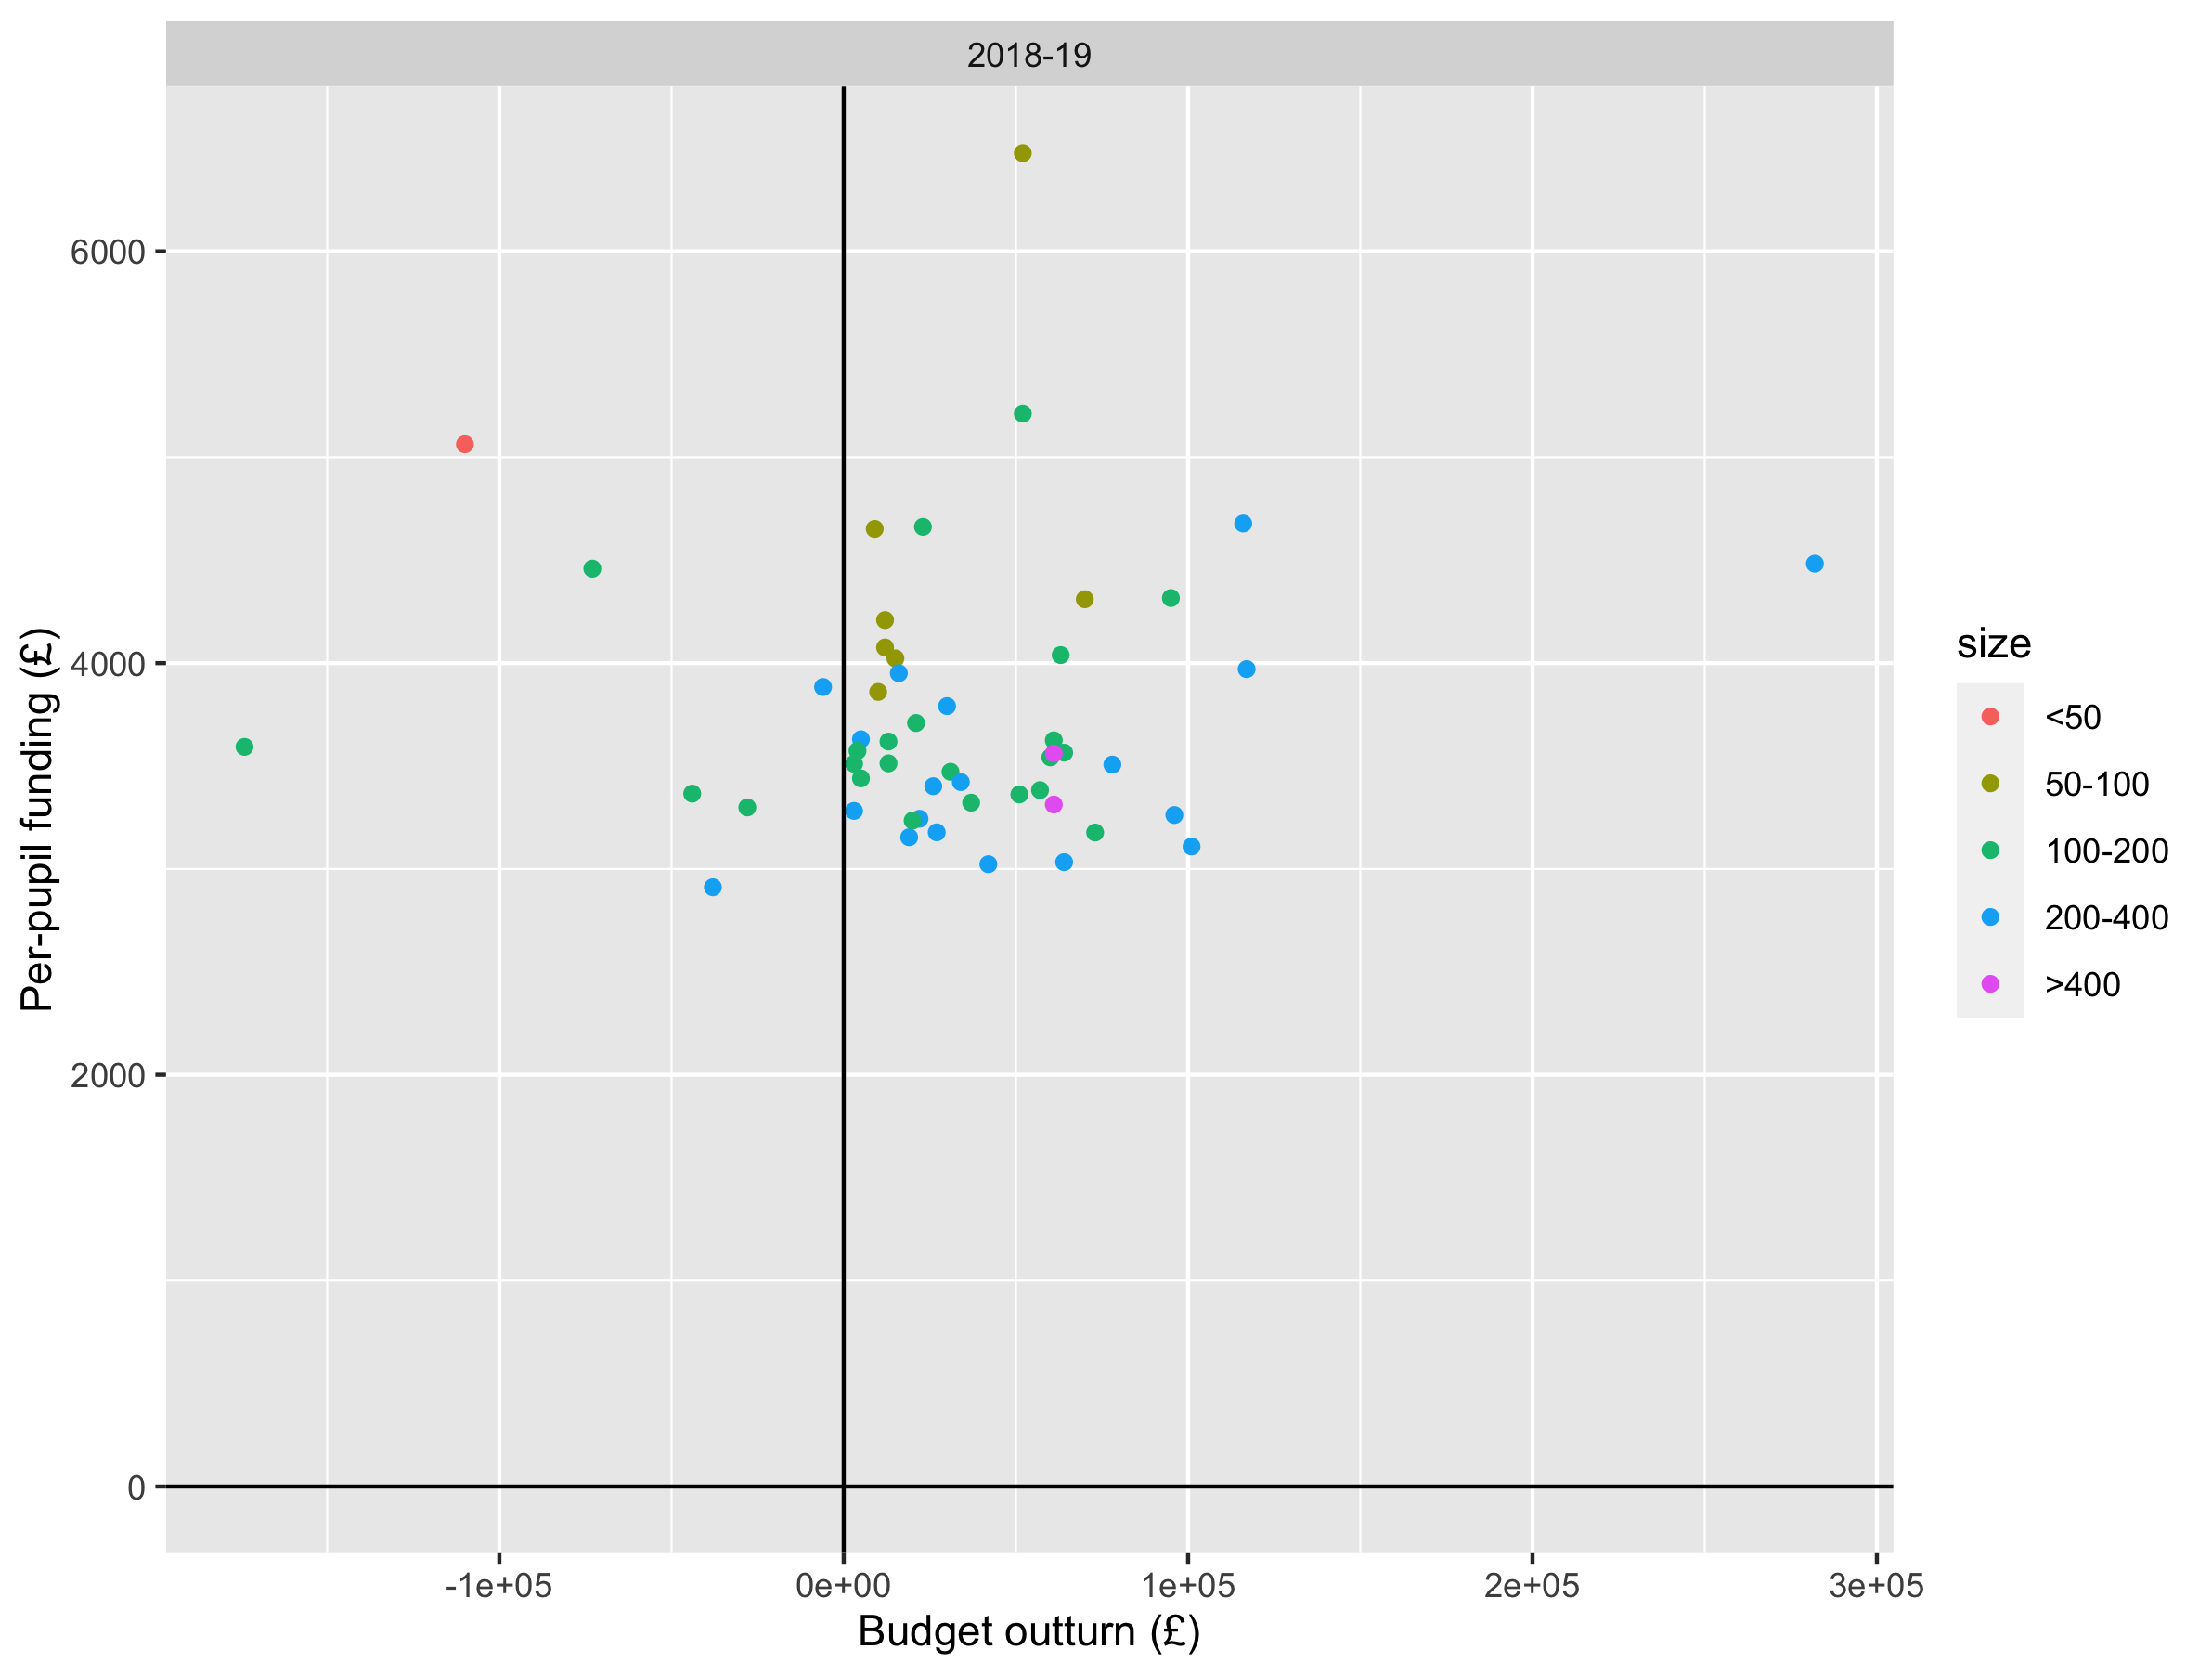 2018-19
6000
4000
2000
0
Per-pupil funding (£)
-1e+05
0e+00
1e+05
2e+05
3e+05
Budget outturn (£)
size
<50
50-100
100-200
200-400
>400